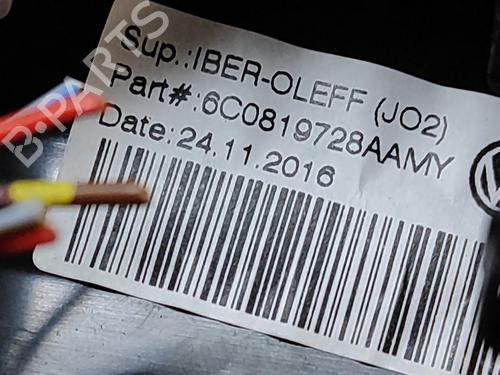 Sup.:IBER-OLEFF (JO2)
Part#:6C0819728AAMY
Date:24.11.2016
B-PARTS